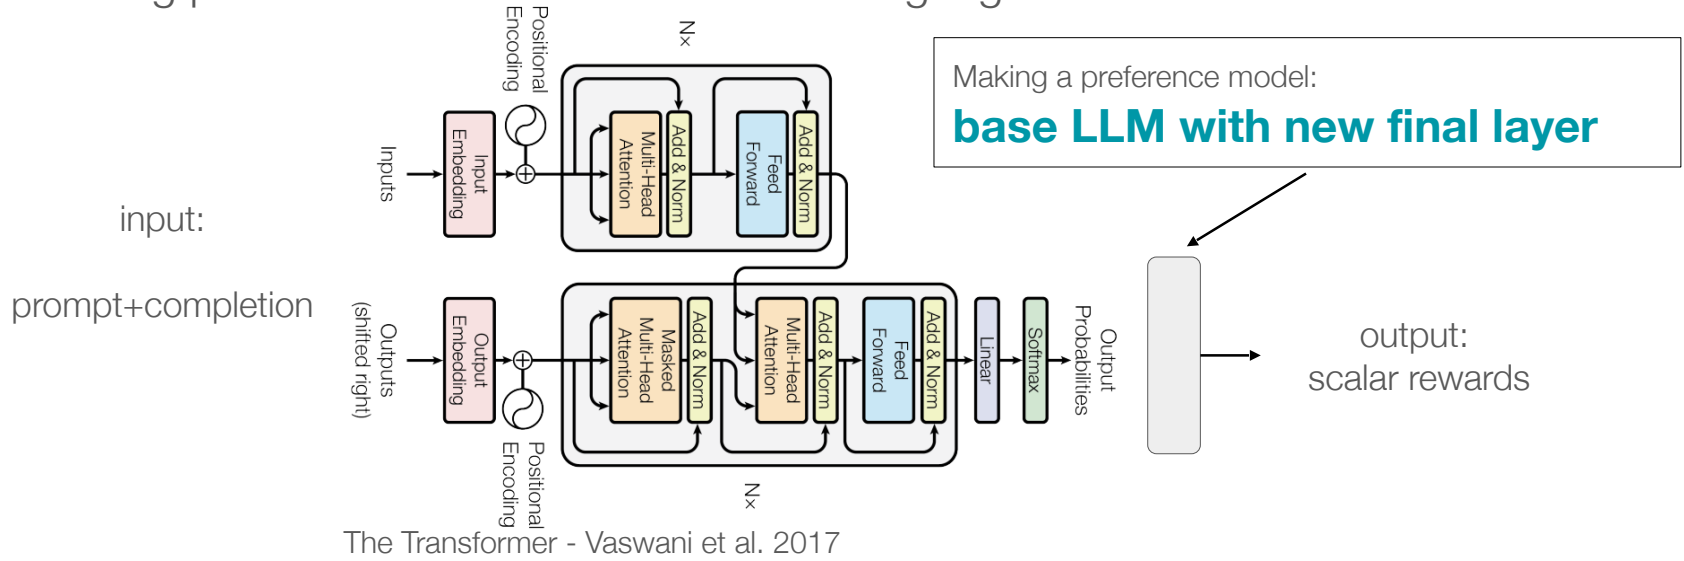 Making a preference model:
base LLM with new final layer
input:
prompt+completion
Inputs
Input
Embedding
Positional
Encoding
Nx
Multi-Head
Attention
Add & Norm
Feed
Forward
Add & Norm
Outputs
(shifted right)
Output
Embedding
Positional
Encoding
Masked
Multi-Head
Attention
Add & Norm
Multi-Head
Attention
Add & Norm
Feed
Forward
Add & Norm
Nx
Linear
Softmax
Output
Probabilities
output:
scalar rewards
The Transformer - Vaswani et al. 2017